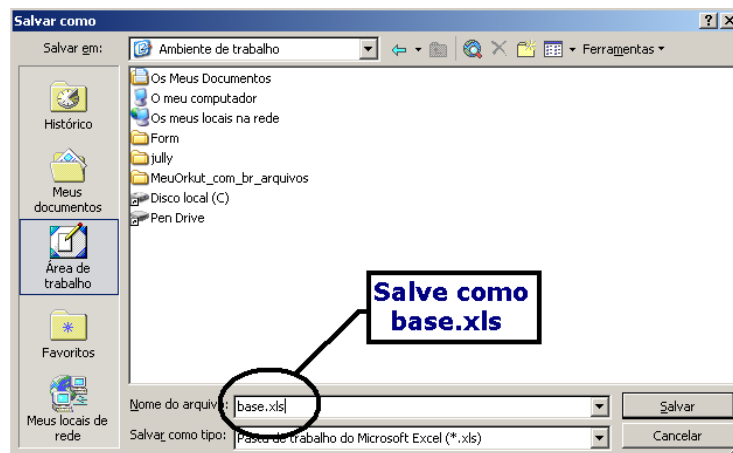 Salvar como
Salvar em:
Ambiente de trabalho
Ferramentas
Histórico
Meus
documentos
Área de
trabalho
Favoritos
Meus locais de
rede
Os Meus Documentos
O meu computador
Os meus locais na rede
Form
jully
MeuOrkut_com_br_arquivos
Disco local (C)
Pen Drive
Salve como
base.xls
Nome do arquivo:
base.xls
Salvar
Salvar como tipo:
Pasta de trabalho do Microsoft Excel (*.xls)
Cancelar